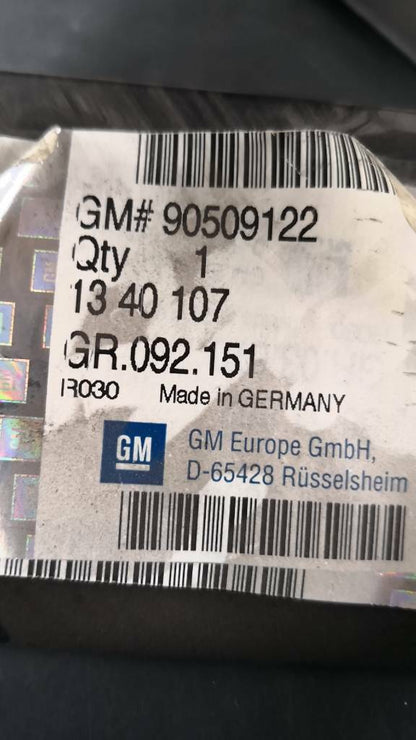 GM# 90509122
Qty 1
13 40 107
GR.092.151
IR030 Made in GERMANY
GM
GM Europe GmbH,
D-65428 Rüsselsheim